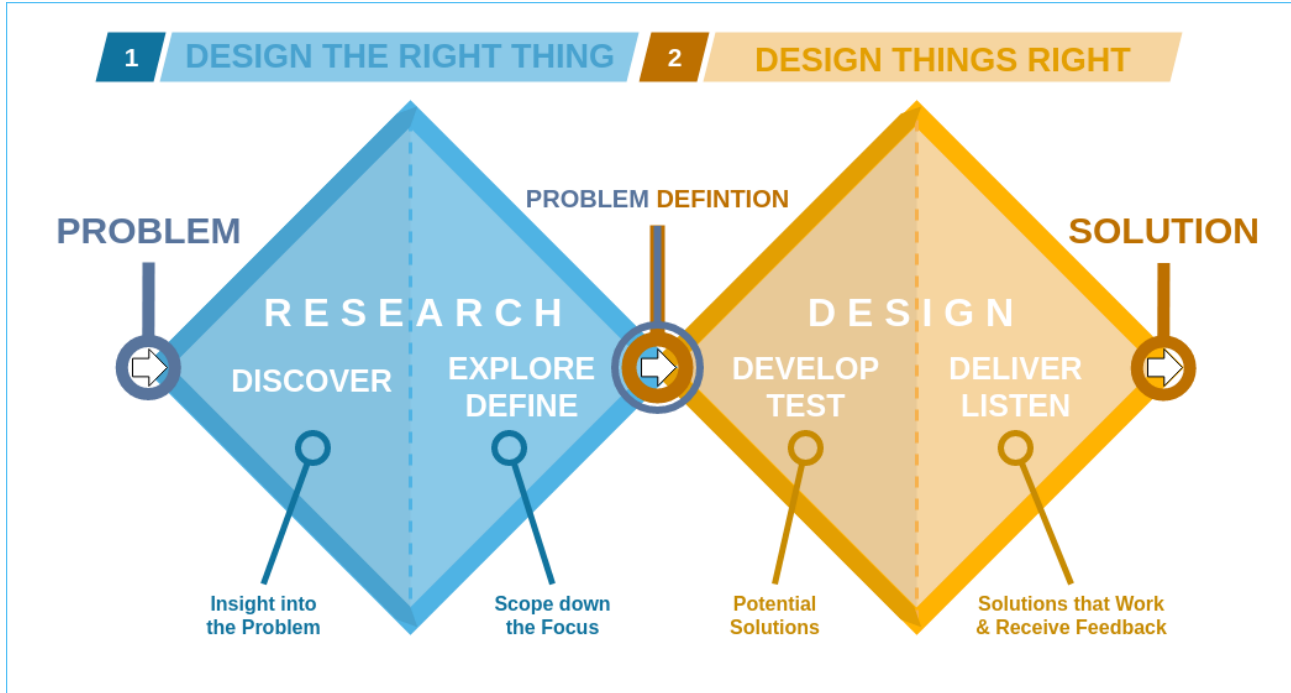 1 DESIGN THE RIGHT THING
2 DESIGN THINGS RIGHT
PROBLEM
PROBLEM DEFINTION
SOLUTION
RESEARCH
DISCOVER
EXPLORE
DEFINE
DESIGN
DEVELOP
TEST
DELIVER
LISTEN
Insight into
the Problem
Scope down
the Focus
Potential
Solutions
Solutions that Work
& Receive Feedback